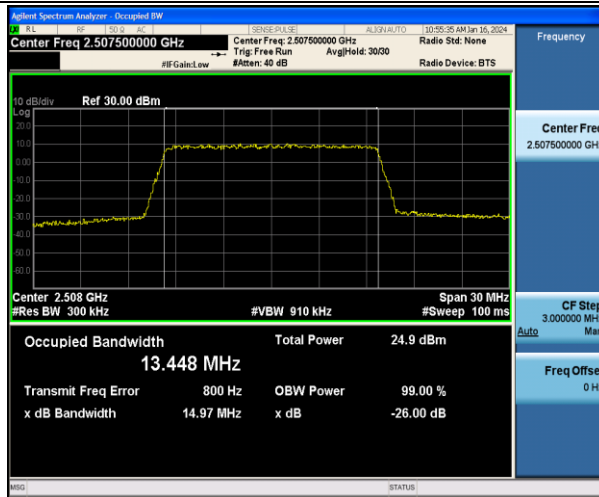 Agilent Spectrum Analyzer - Occupied BW
RL RF 50 Ω AC SENSE:PULSE ALIGN AUTO 10:55:35 AM Jan 16, 2024
Center Freq 2.507500000 GHz
Center Freq: 2.507500000 GHz
Radio Std: None
Trig: Free Run Avg|Hold: 30/30
#IFGain:Low #Atten: 40 dB Radio Device: BTS
10 dB/div Ref 30.00 dBm
Log
20.0
10.0
0.00
-10.0
-20.0
-30.0
-40.0
-50.0
-60.0
Center 2.508 GHz Span 30 MHz
#Res BW 300 kHz #VBW 910 kHz #Sweep 100 ms
Occupied Bandwidth Total Power 24.9 dBm
13.448 MHz
Transmit Freq Error 800 Hz OBW Power 99.00 %
x dB Bandwidth 14.97 MHz x dB -26.00 dB
MSG STATUS
Frequency
Center Freq
2.507500000 GH
CF Step
3.000000 MH
Auto Man
Freq Offse
0 H